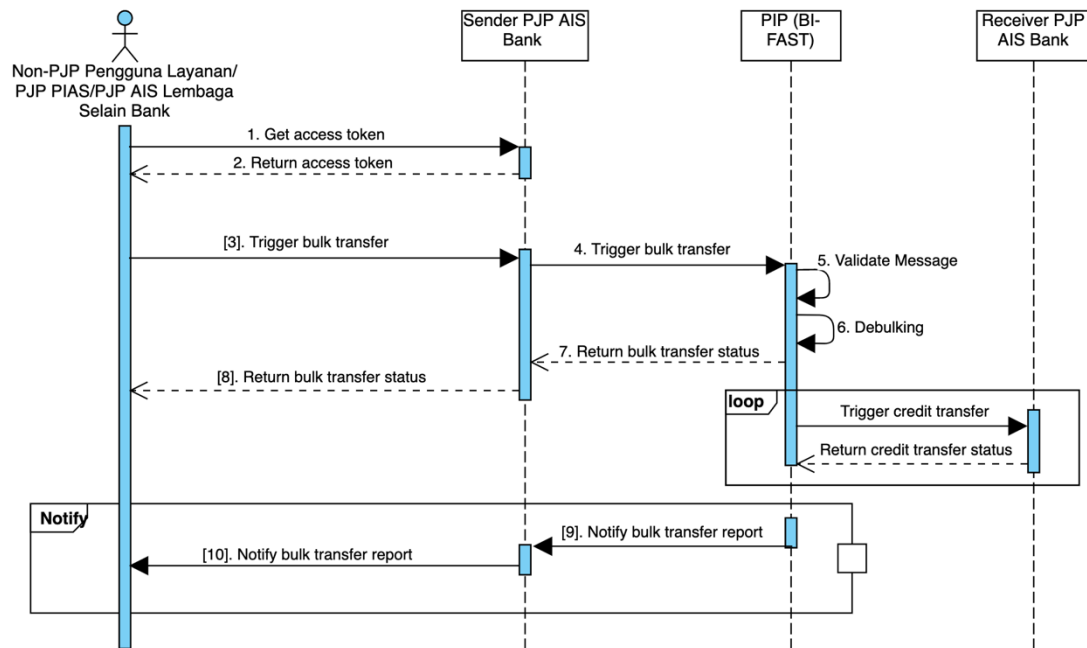 Sender PJP AIS
Bank
PIP (BI-
FAST)
Receiver PJP
AIS Bank
Non-PJP Pengguna Layanan/
PJP PIAS/PJP AIS Lembaga
Selain Bank
1. Get access token
2. Return access token
[3]. Trigger bulk transfer
4. Trigger bulk transfer
5. Validate Message
6. Debulking
7. Return bulk transfer status
[8]. Return bulk transfer status
loop
Trigger credit transfer
Return credit transfer status
Notify
[9]. Notify bulk transfer report
[10]. Notify bulk transfer report